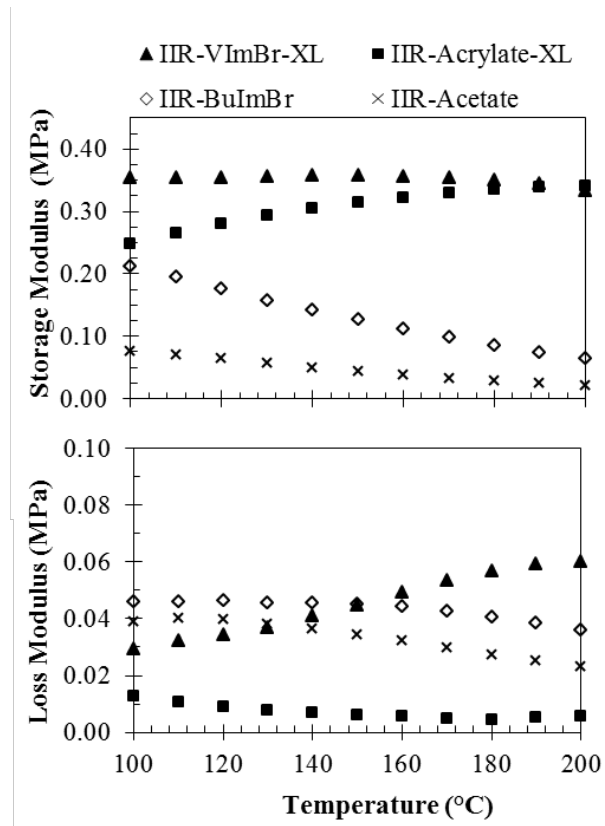 ▲ IIR-VImBr-XL ■ IIR-Acrylate-XL
◇ IIR-BuImBr × IIR-Acetate
Storage Modulus (MPa)
0.40
0.30
0.20
0.10
0.00
Loss Modulus (MPa)
0.10
0.08
0.06
0.04
0.02
0.00
100 120 140 160 180 200
Temperature (°C)